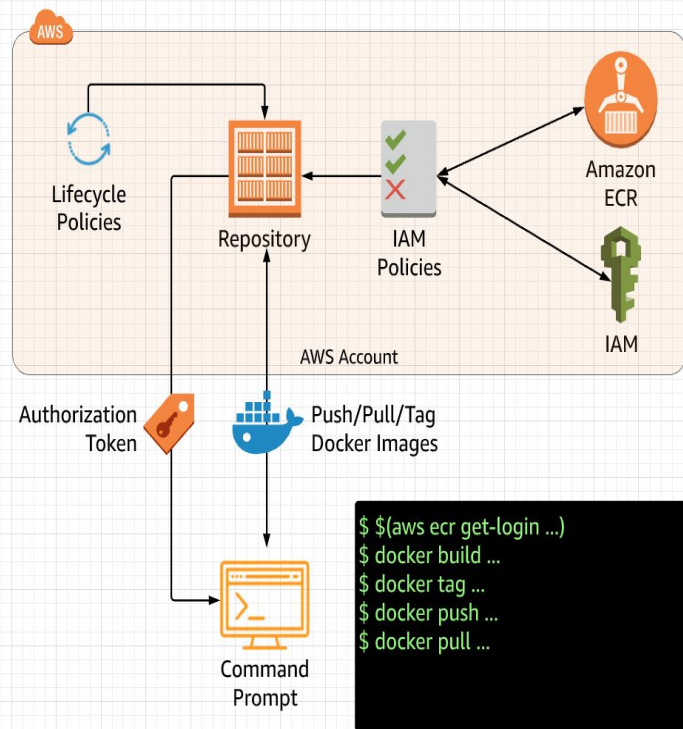 AWS
Lifecycle
Policies
Repository
IAM
Policies
Amazon
ECR
IAM
AWS Account
Authorization
Token
Push/Pull/Tag
Docker Images
Command
Prompt
$ $(aws ecr get-login ...)
$ docker build ...
$ docker tag ...
$ docker push ...
$ docker pull ...